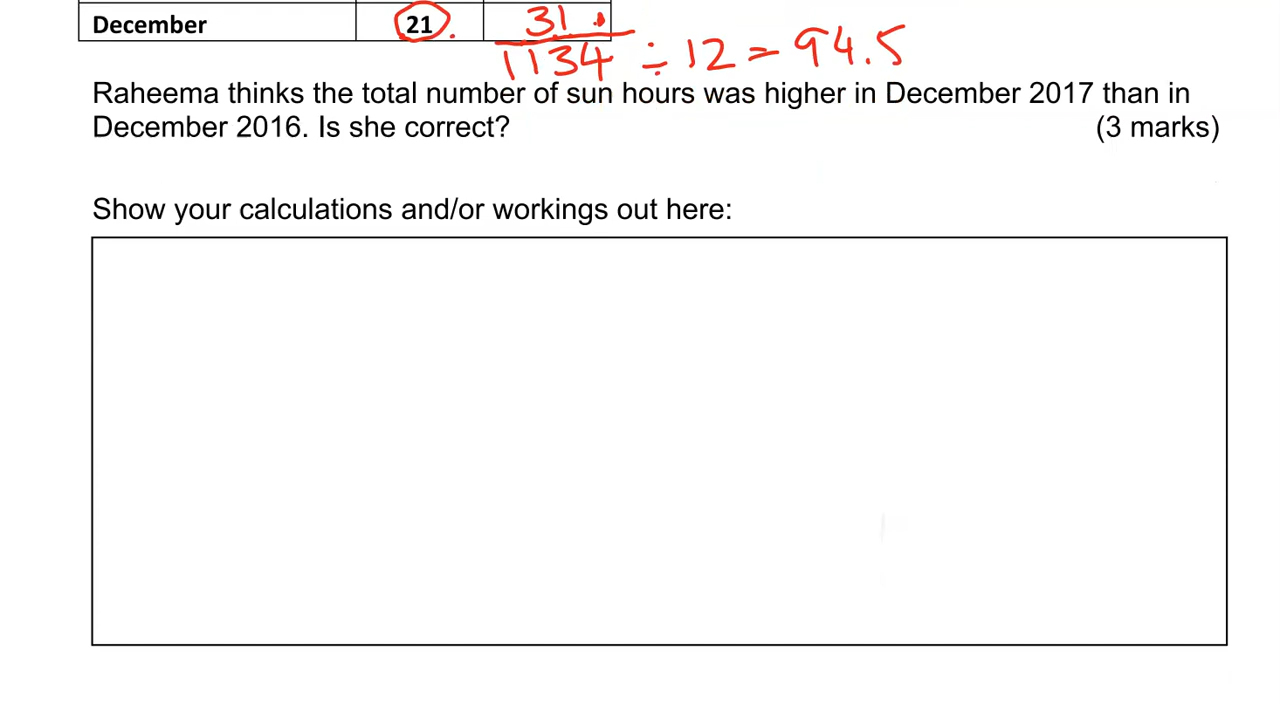 December 21 31
1134 ÷ 12 = 94.5
Raheema thinks the total number of sun hours was higher in December 2017 than in
December 2016. Is she correct? (3 marks)
Show your calculations and/or workings out here: